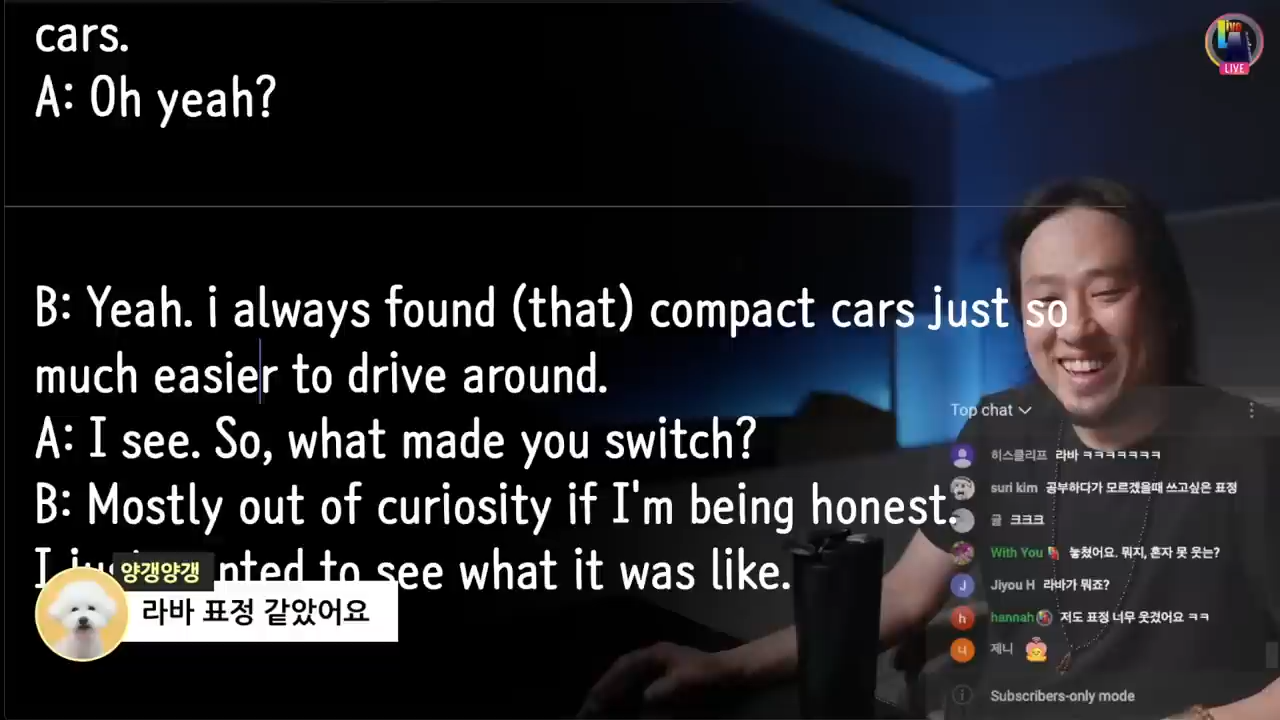 cars.
A: Oh yeah?
B: Yeah. i always found (that) compact cars just so
much easier to drive around.
A: I see. So, what made you switch?
B: Mostly out of curiosity if I'm being honest.
I nted to see what it was like.
양갱양갱
라바 표정 같았어요
Live
LIVE
Top chat
히스클리프 라바 ㅋㅋㅋㅋㅋㅋㅋ
suri kim 공부하다가 모르겠을때 쓰고싶은 표정
귤 크크크
With You 놓쳤어요. 뭐지, 혼자 못 웃는?
J
Jiyou H 라바가 뭐죠?
h
hannah 저도 표정 너무 웃겼어요 ㅋㅋ
니
제니
Subscribers-only mode